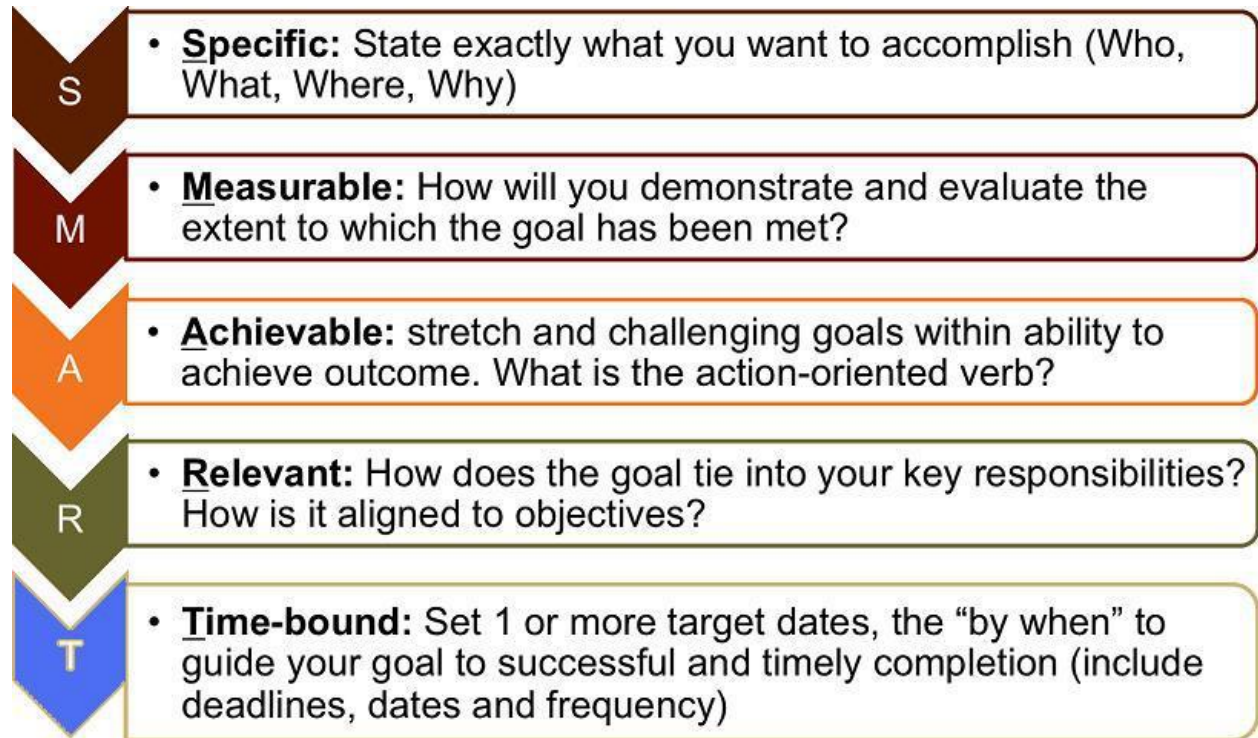 S
• Specific: State exactly what you want to accomplish (Who,
What, Where, Why)
M
• Measurable: How will you demonstrate and evaluate the
extent to which the goal has been met?
A
• Achievable: stretch and challenging goals within ability to
achieve outcome. What is the action-oriented verb?
R
• Relevant: How does the goal tie into your key responsibilities?
How is it aligned to objectives?
T
• Time-bound: Set 1 or more target dates, the “by when” to
guide your goal to successful and timely completion (include
deadlines, dates and frequency)